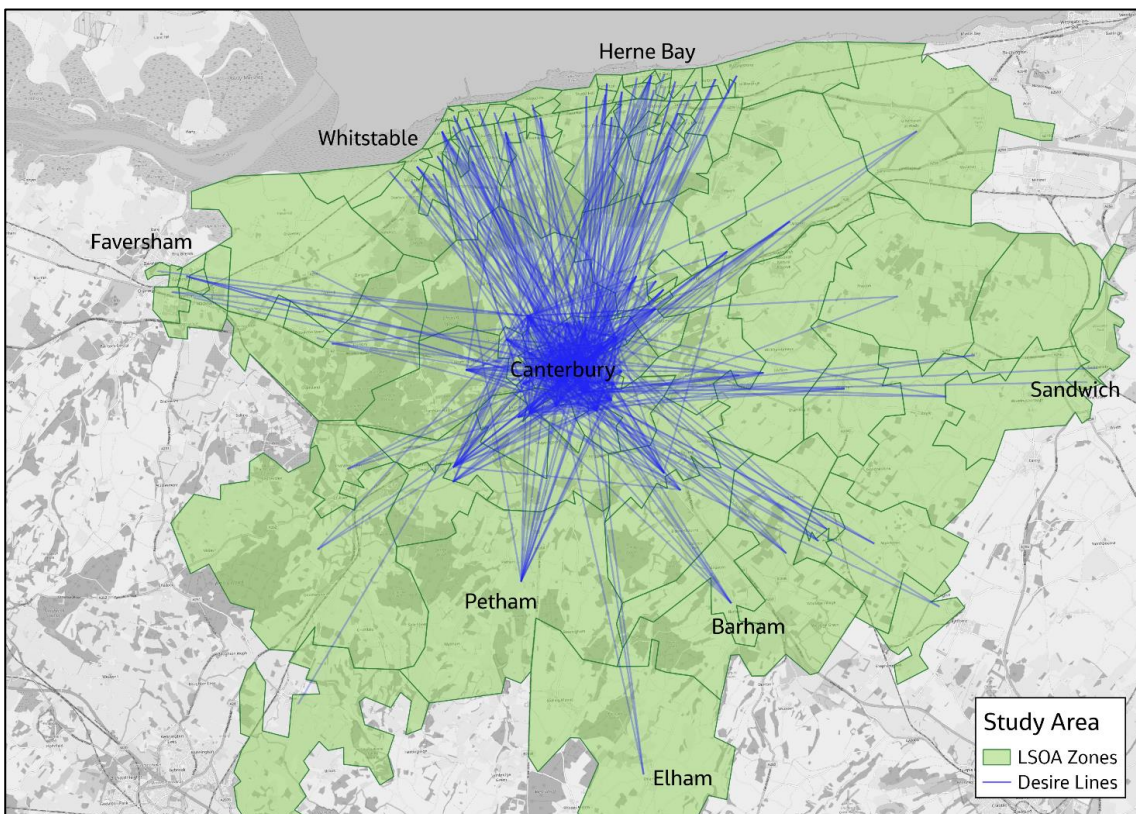 Herne Bay
Whitstable
Faversham
Canterbury
Sandwich
Petham
Barham
Elham
Study Area
LSOA Zones
Desire Lines